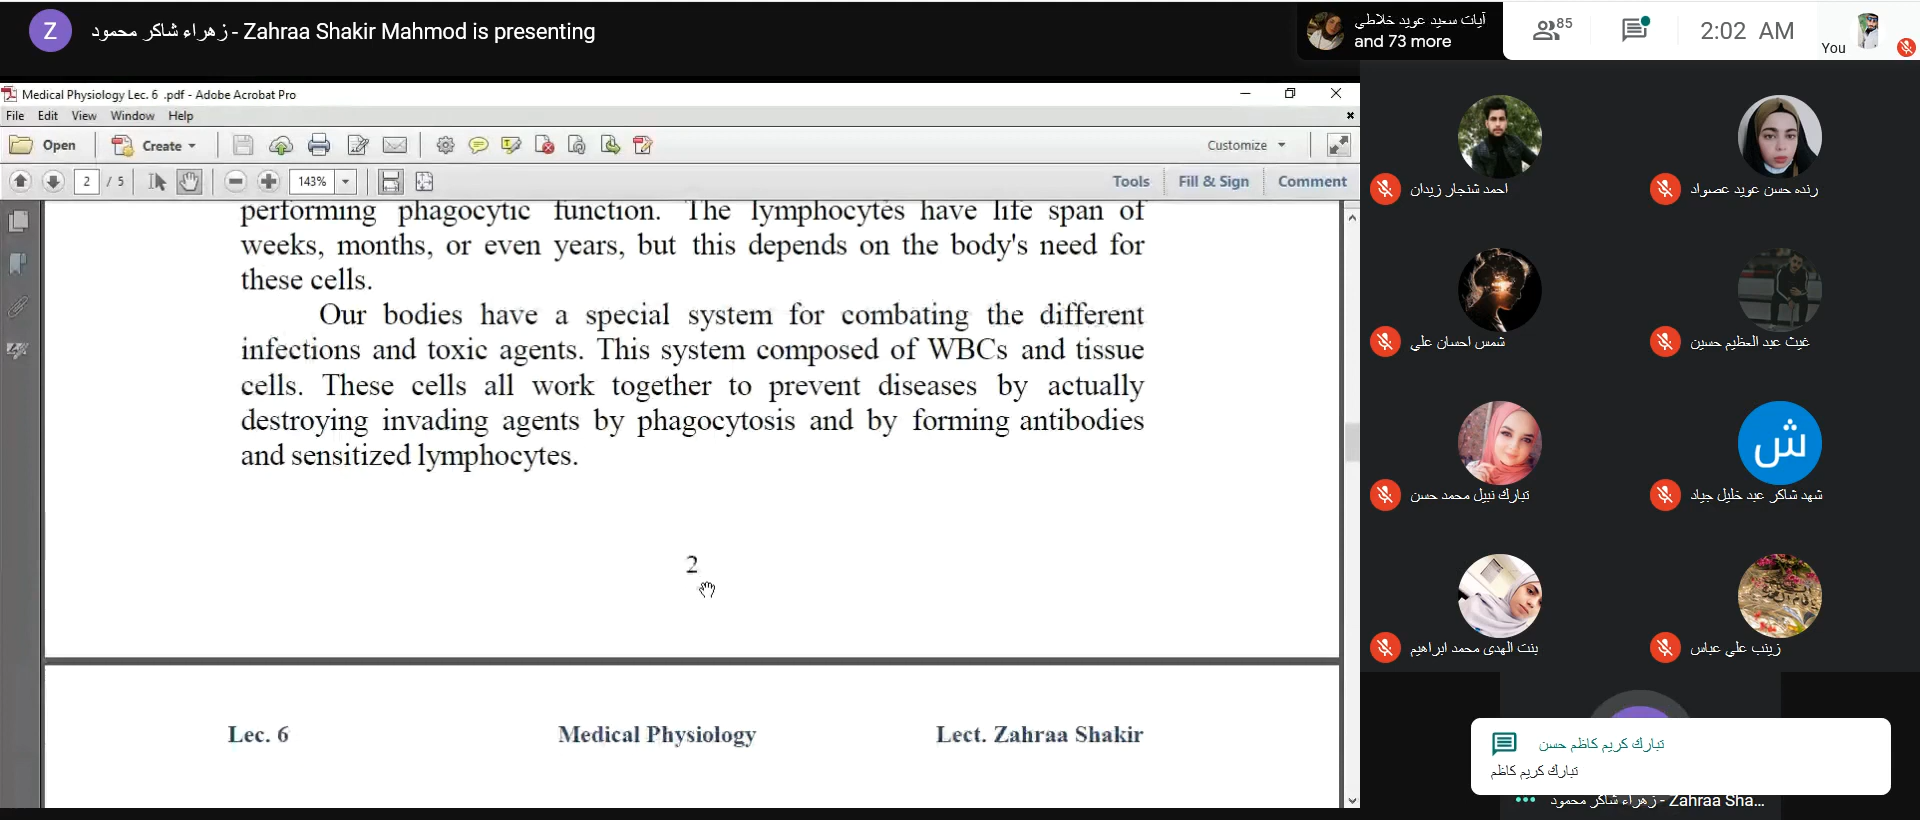 Z
زهراء شاكر محمود - Zahraa Shakir Mahmod is presenting
آيات سعيد عويد خلاطي
and 73 more
85
2:02 AM
You
Medical Physiology Lec. 6 .pdf - Adobe Acrobat Pro
File Edit View Window Help
Open Create Customize
2 / 5 143% Tools Fill & Sign Comment
performing phagocytic function. The lymphocytes have life span of
weeks, months, or even years, but this depends on the body's need for
these cells.
Our bodies have a special system for combating the different
infections and toxic agents. This system composed of WBCs and tissue
cells. These cells all work together to prevent diseases by actually
destroying invading agents by phagocytosis and by forming antibodies
and sensitized lymphocytes.
2
Lec. 6 Medical Physiology Lect. Zahraa Shakir
احمد شنجار زيدان
رنده حسن عويد عصواد
شمس احسان علي
غيث عبد العظيم حسين
تبارك نبيل محمد حسن
ش
شهد شاكر عبد خليل جياد
بنت الهدى محمد ابراهيم
زينب علي عباس
تبارك كريم كاظم حسن
تبارك كريم كاظم
زهراء شاكر محمود - Zahraa Sha...